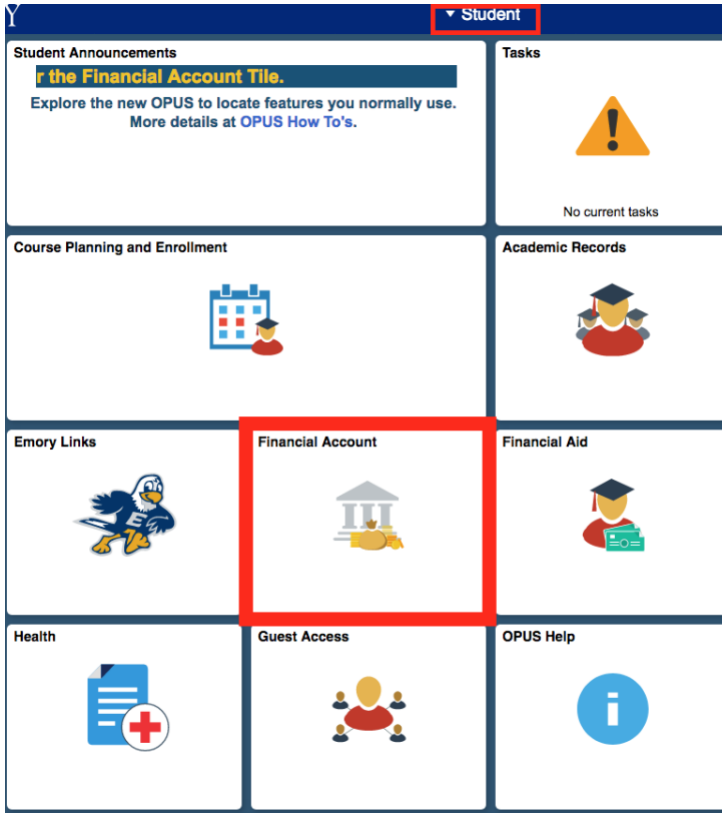 Y
▼ Student
Student Announcements
r the Financial Account Tile.
Explore the new OPUS to locate features you normally use.
More details at OPUS How To's.
Tasks
No current tasks
Course Planning and Enrollment
Academic Records
Emory Links
E
Financial Account
Financial Aid
Health
Guest Access
OPUS Help
i